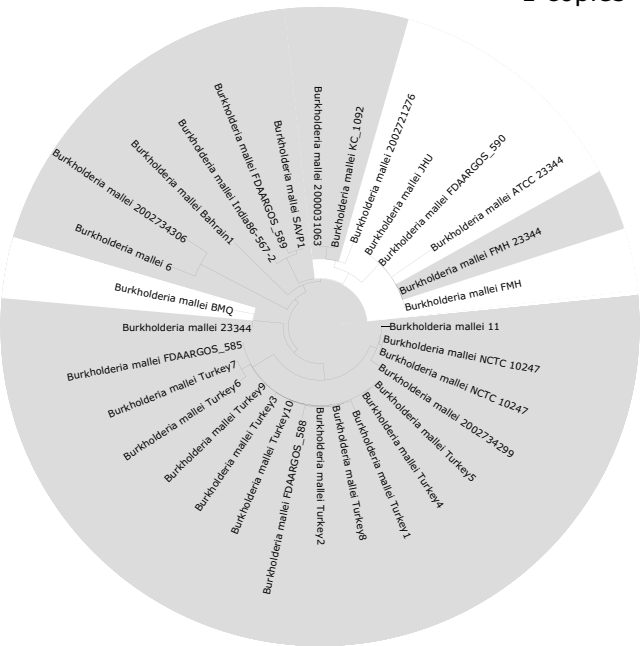 Burkholderia mallei 2000031063
Burkholderia mallei KC_1092
Burkholderia mallei 2002721276
Burkholderia mallei JHU
Burkholderia mallei FDAARGOS_590
Burkholderia mallei ATCC 23344
Burkholderia mallei FMH 23344
Burkholderia mallei FMH
Burkholderia mallei 11
Burkholderia mallei NCTC 10247
Burkholderia mallei NCTC 10247
Burkholderia mallei 2002734299
Burkholderia mallei Turkey5
Burkholderia mallei Turkey4
Burkholderia mallei Turkey1
Burkholderia mallei Turkey8
Burkholderia mallei Turkey2
Burkholderia mallei FDAARGOS_588
Burkholderia mallei Turkey10
Burkholderia mallei Turkey3
Burkholderia mallei Turkey9
Burkholderia mallei Turkey6
Burkholderia mallei Turkey7
Burkholderia mallei FDAARGOS_585
Burkholderia mallei 23344
Burkholderia mallei BMQ
Burkholderia mallei 6
Burkholderia mallei 2002734306
Burkholderia mallei Bahrain1
Burkholderia mallei India86-567-2
Burkholderia mallei FDAARGOS_589
Burkholderia mallei SAVP1